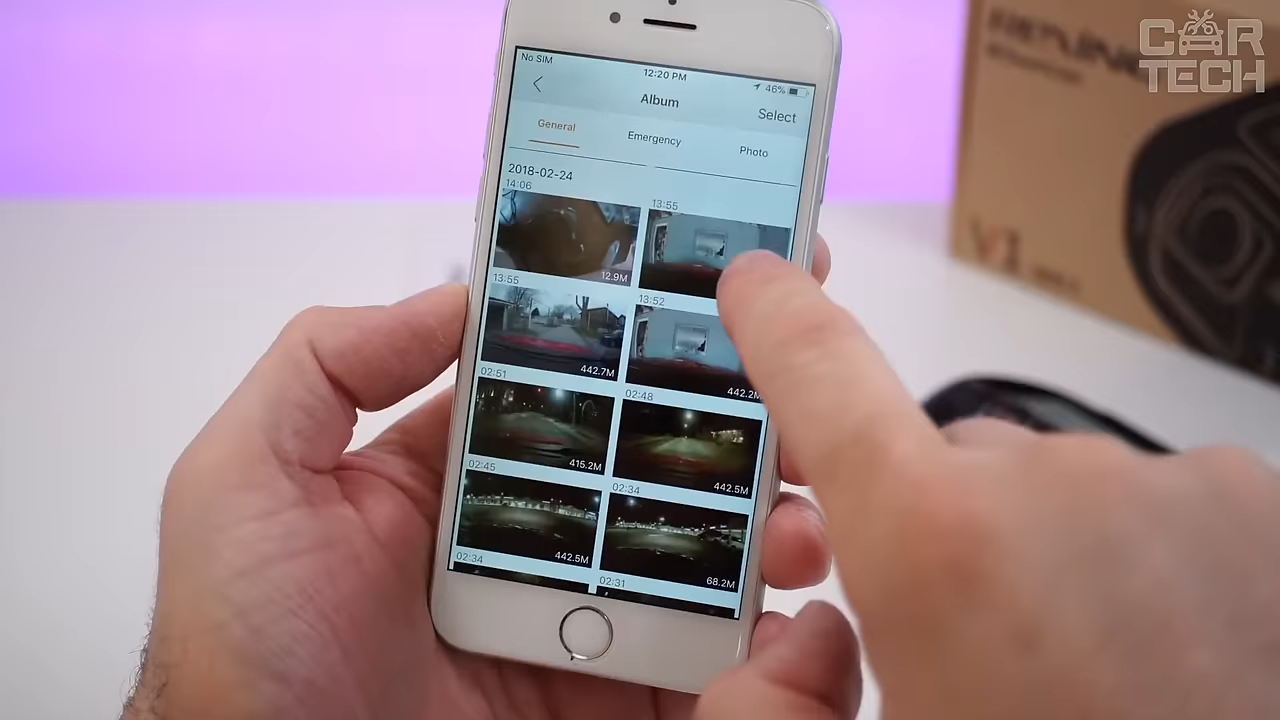 CAR
TECH
No SIM
12:20 PM
46%
Album
Select
General
Emergency
Photo
2018-02-24
14:06
13:55
12.9M
13:55
13:52
442.7M
442.2M
02:51
02:48
415.2M
442.5M
02:45
02:34
442.5M
68.2M
02:34
02:31
V1